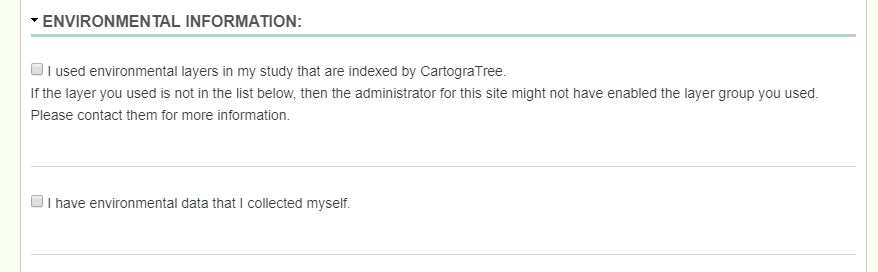 ENVIRONMENTAL INFORMATION:
I used environmental layers in my study that are indexed by CartograTree.
If the layer you used is not in the list below, then the administrator for this site might not have enabled the layer group you used.
Please contact them for more information.
I have environmental data that I collected myself.